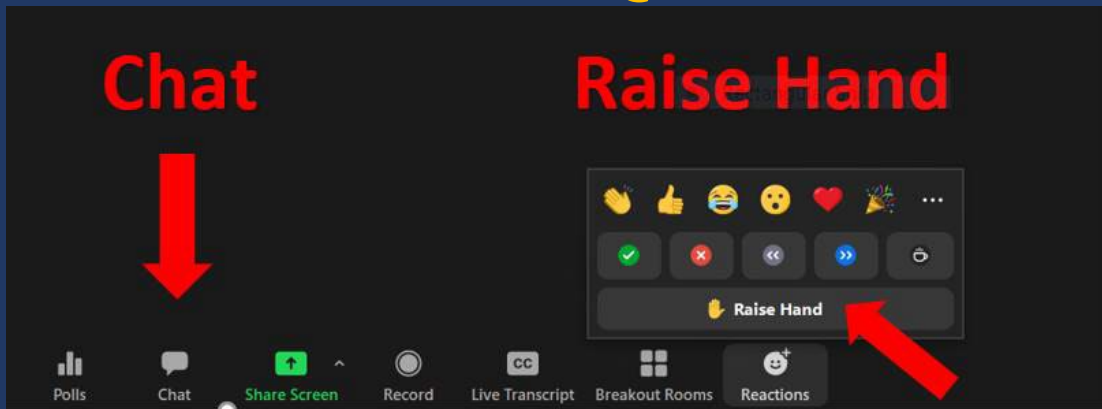 Chat
Raise Hand
Raise Hand
CC
Polls
Chat
Share Screen
Record
Live Transcript
Breakout Rooms
Reactions